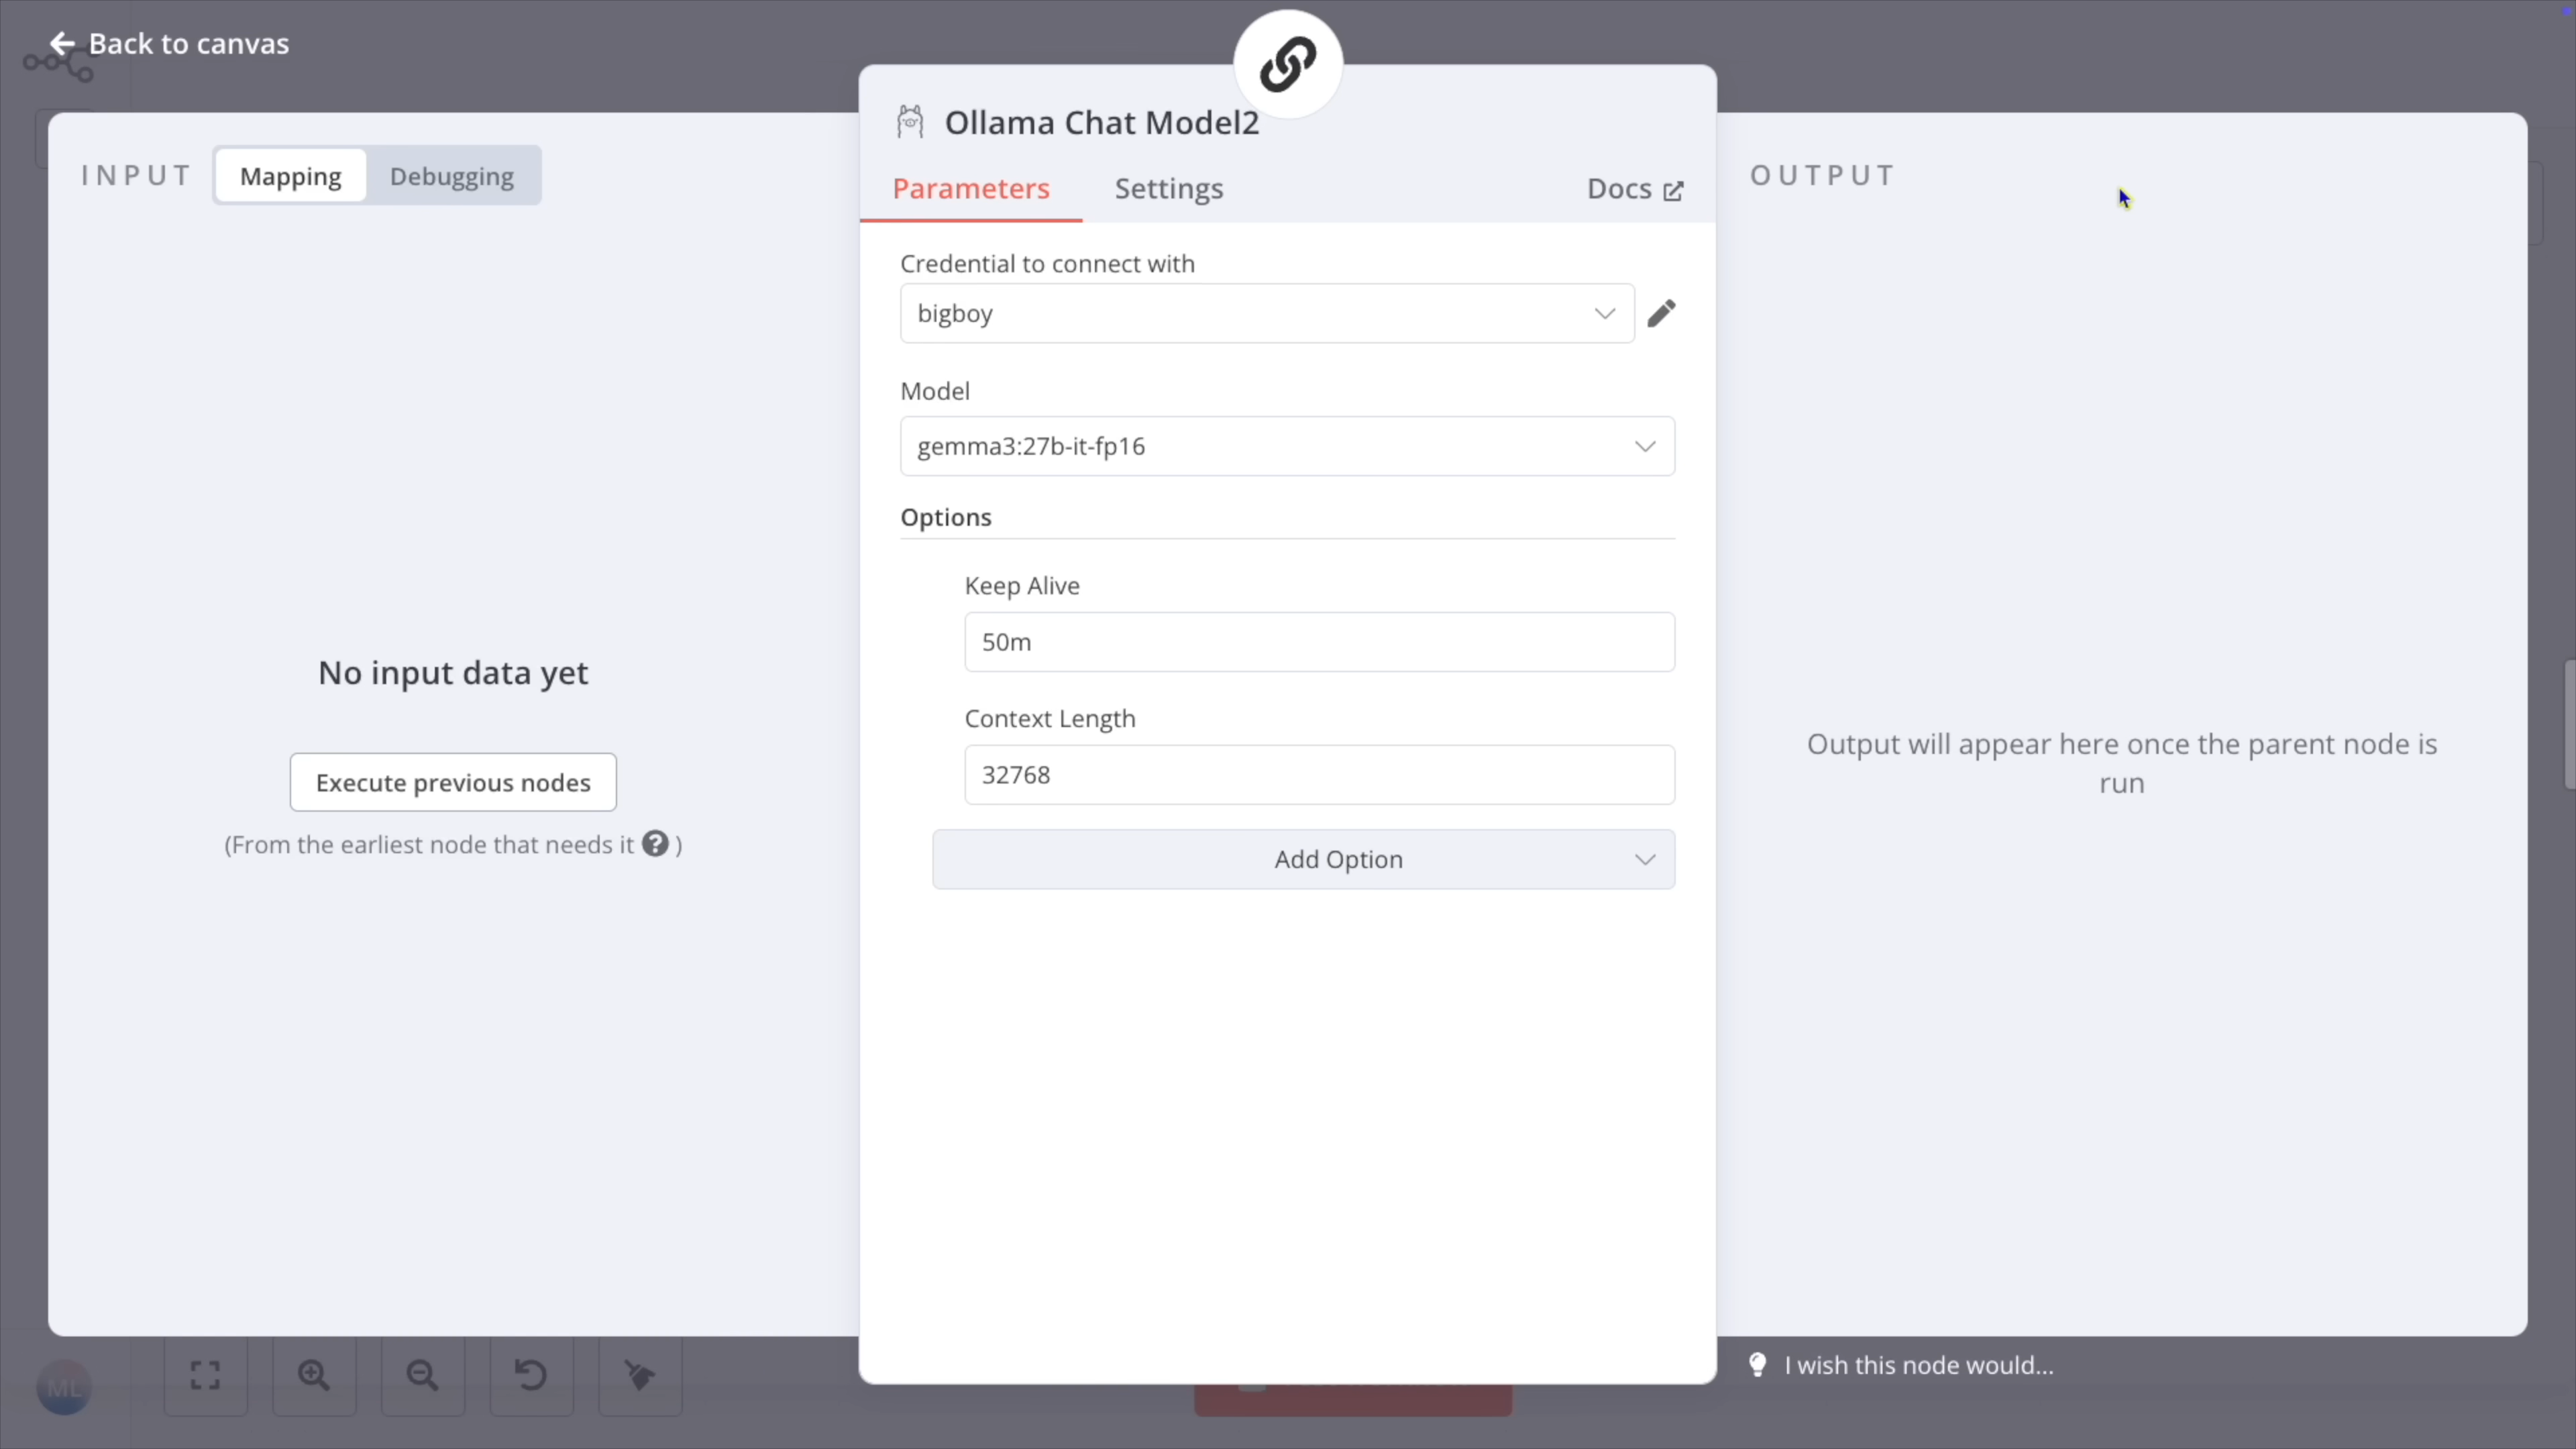 Back to canvas
INPUT
Mapping
Debugging
No input data yet
Execute previous nodes
(From the earliest node that needs it ? )
Ollama Chat Model2
Parameters
Settings
Docs
Credential to connect with
bigboy
Model
gemma3:27b-it-fp16
Options
Keep Alive
50m
Context Length
32768
Add Option
OUTPUT
Output will appear here once the parent node is
run
I wish this node would...
ML